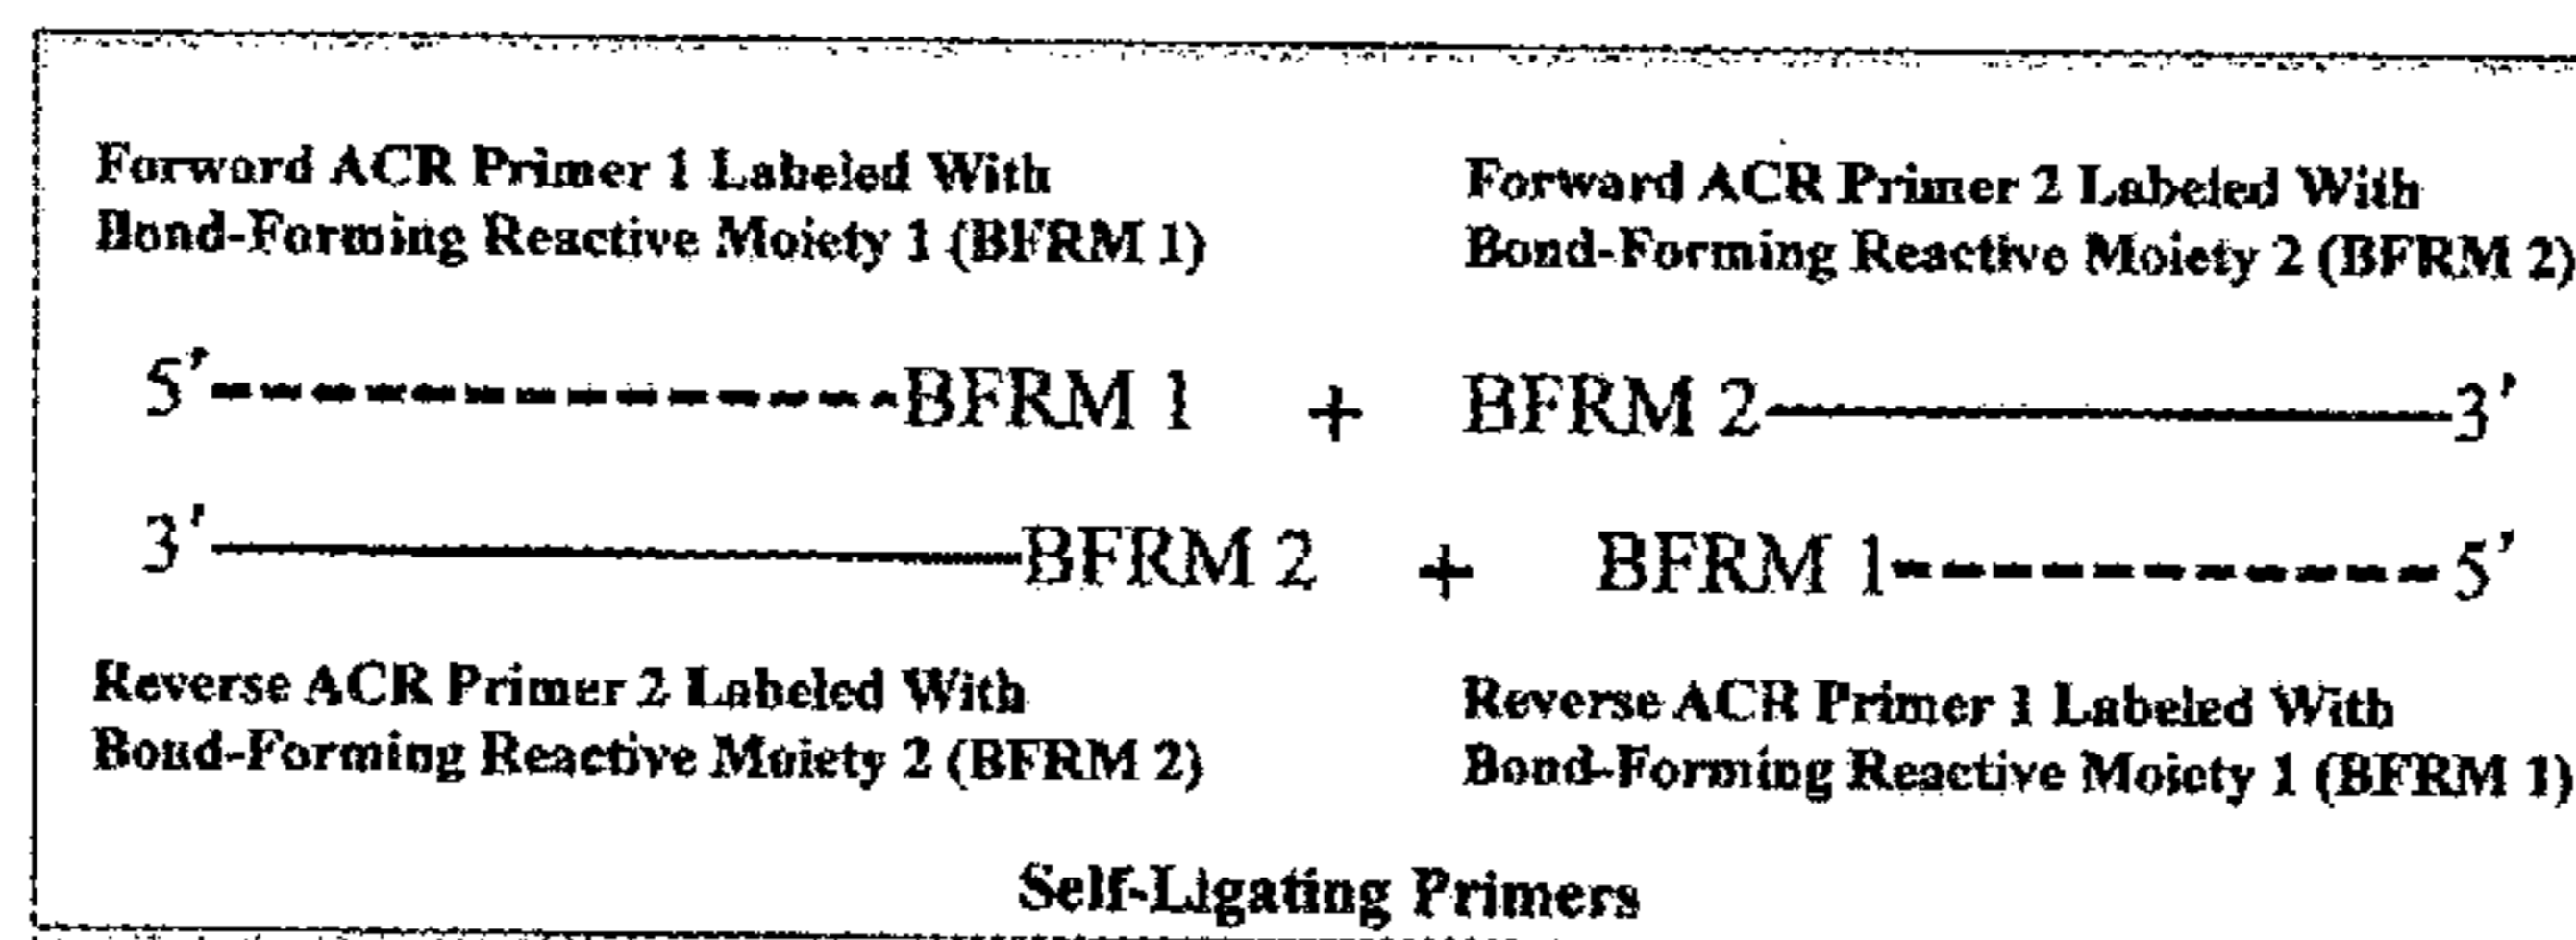 Forward ACR Primer 1 Labeled With
Bond-Forming Reactive Moiety 1 (BFRM 1)
Forward ACR Primer 2 Labeled With
Bond-Forming Reactive Moiety 2 (BFRM 2)
5' BFRM 1 + BFRM 2 3'
3' BFRM 2 + BFRM 1 5'
Reverse ACR Primer 2 Labeled With
Bond-Forming Reactive Moiety 2 (BFRM 2)
Reverse ACR Primer 1 Labeled With
Bond-Forming Reactive Moiety 1 (BFRM 1)
Self-Ligating Primers